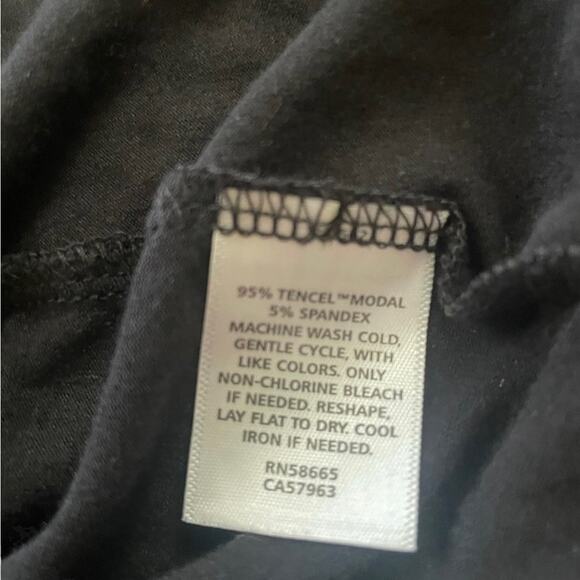 95% TENCEL™MODAL
5% SPANDEX
MACHINE WASH COLD,
GENTLE CYCLE, WITH
LIKE COLORS. ONLY
NON-CHLORINE BLEACH
IF NEEDED. RESHAPE,
LAY FLAT TO DRY. COOL
IRON IF NEEDED.
RN58665
CA57963